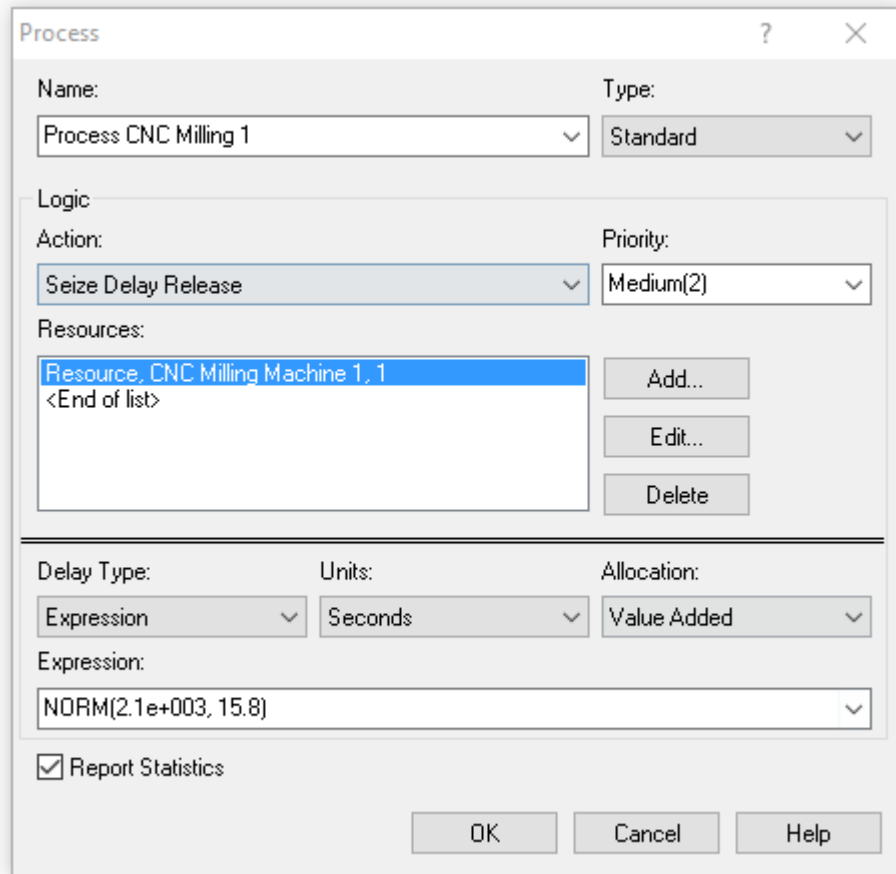 Process ?
Name: Type:
Process CNC Milling 1 Standard
Logic
Action: Priority:
Seize Delay Release Medium(2)
Resources:
Resource, CNC Milling Machine 1, 1 Add...
<End of list>
Edit...
Delete
Delay Type: Units: Allocation:
Expression Seconds Value Added
Expression:
NORM(2.1e+003, 15.8)
Report Statistics
OK Cancel Help